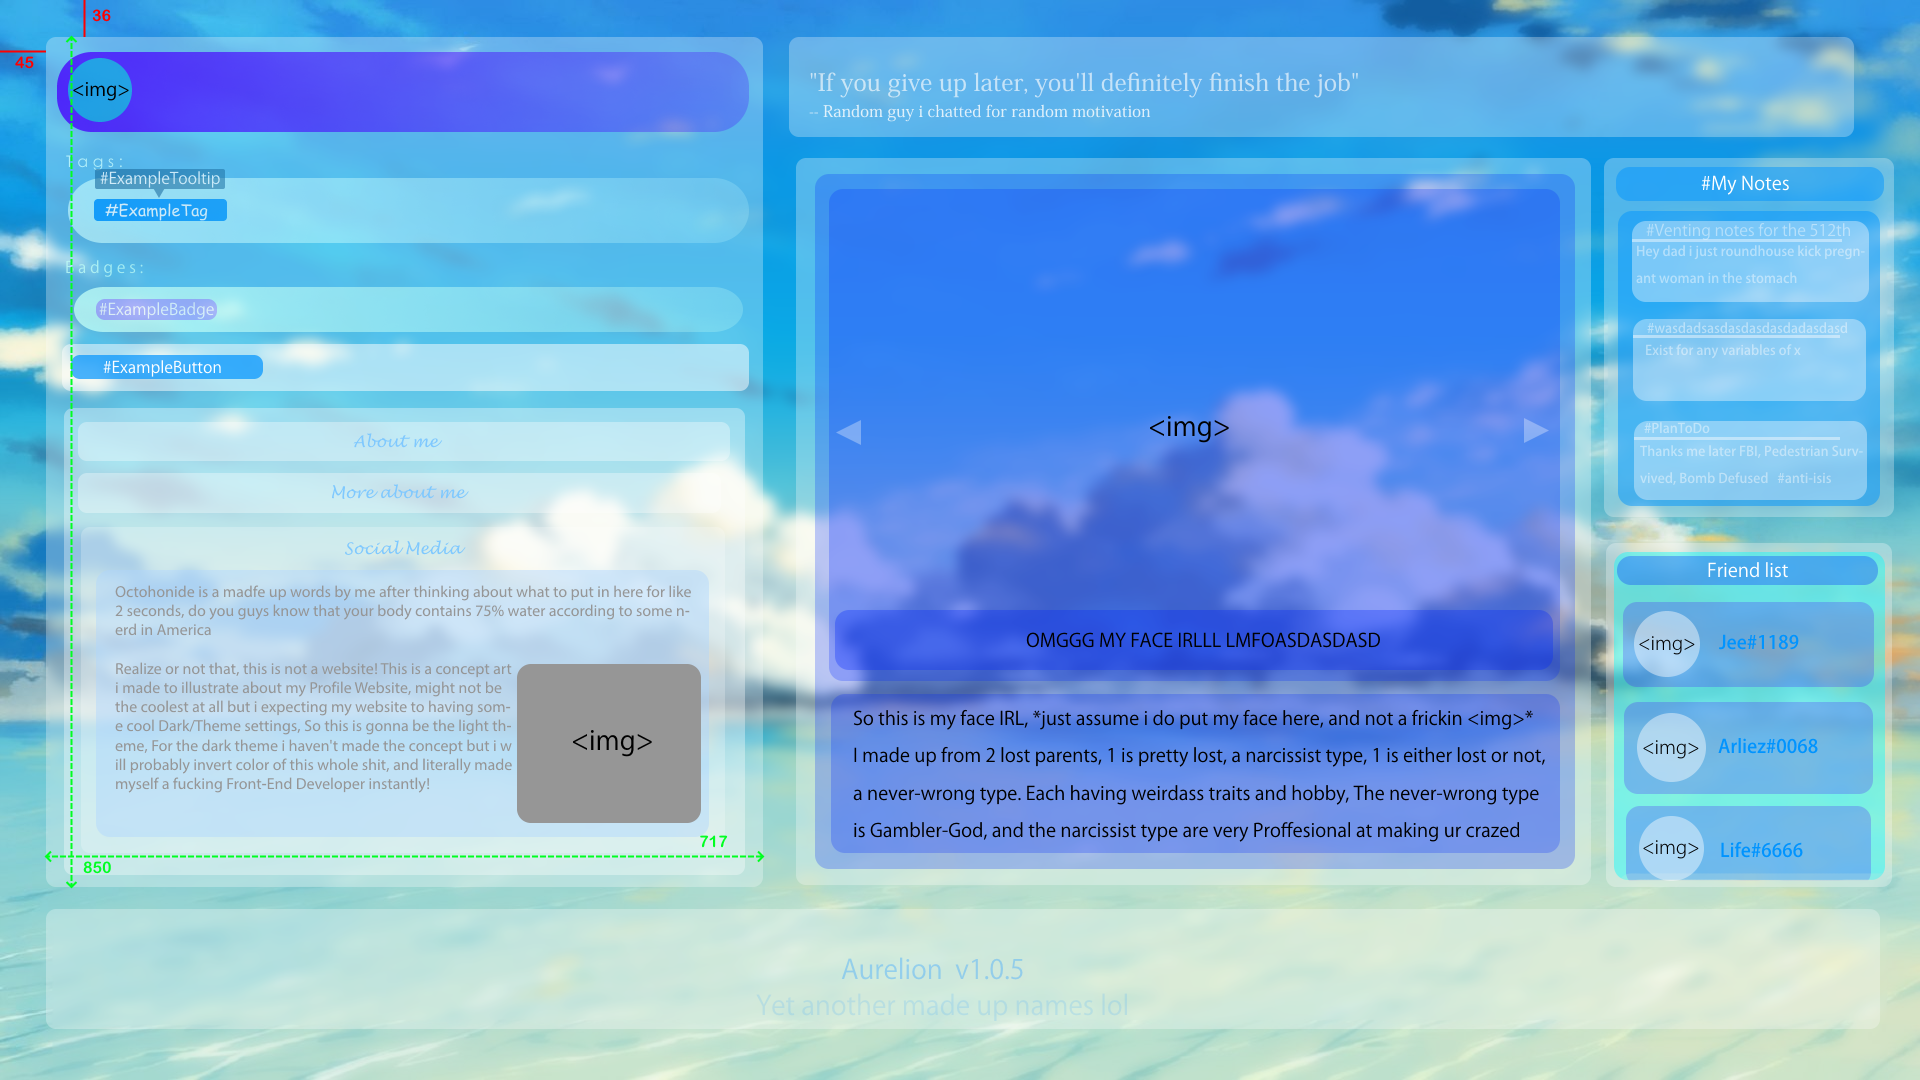 36
45
<img>
Tags:
#ExampleTooltip
#ExampleTag
Badges:
#ExampleBadge
#ExampleButton
About me
More about me
Social Media
Octohonide is a madfe up words by me after thinking about what to put in here for like
2 seconds, do you guys know that your body contains 75% water according to some n-
erd in America
Realize or not that, this is not a website! This is a concept art
i made to illustrate about my Profile Website, might not be
the coolest at all but i expecting my website to having som-
e cool Dark/Theme settings, So this is gonna be the light th-
eme, For the dark theme i haven't made the concept but i w
ill probably invert color of this whole shit, and literally made
myself a fucking Front-End Developer instantly!
<img>
717
850
"If you give up later, you'll definitely finish the job"
-- Random guy i chatted for random motivation
<img>
OMGGG MY FACE IRLLL LMFOASDASDASD
So this is my face IRL, *just assume i do put my face here, and not a frickin <img>*
I made up from 2 lost parents, 1 is pretty lost, a narcissist type, 1 is either lost or not,
a never-wrong type. Each having weirdass traits and hobby, The never-wrong type
is Gambler-God, and the narcissist type are very Proffesional at making ur crazed
#My Notes
#Venting notes for the 512th
Hey dad i just roundhouse kick pregn-
ant woman in the stomach
#wasdadsasdasdasdasdadasdasd
Exist for any variables of x
#PlanToDo
Thanks me later FBI, Pedestrian Surv-
vived, Bomb Defused #anti-isis
Friend list
<img>
Jee#1189
<img>
Arliez#0068
<img>
Life#6666
Aurelion v1.0.5
Yet another made up names lol